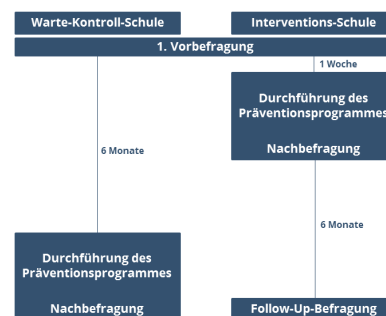 Warte-Kontroll-Schule
Interventions-Schule
1. Vorbefragung
1 Woche
Durchführung des
Präventionsprogrammes
Nachbefragung
6 Monate
6 Monate
Durchführung des
Präventionsprogrammes
Nachbefragung
Follow-Up-Befragung